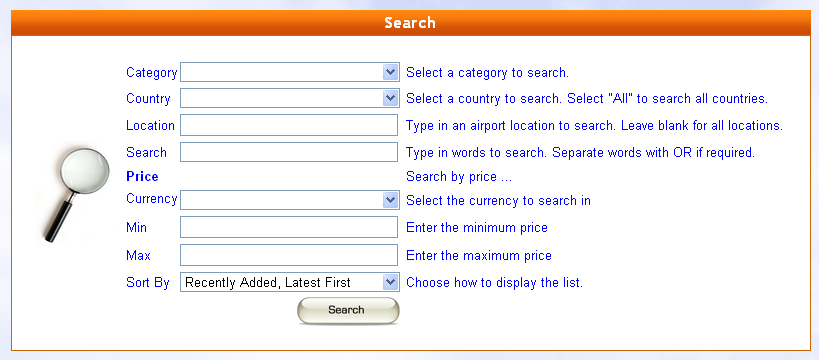 Search
Category Select a category to search.
Country Select a country to search. Select "All" to search all countries.
Location Type in an airport location to search. Leave blank for all locations.
Search Type in words to search. Separate words with OR if required.
Price Search by price ...
Currency Select the currency to search in
Min Enter the minimum price
Max Enter the maximum price
Sort By Recently Added, Latest First Choose how to display the list.
Search